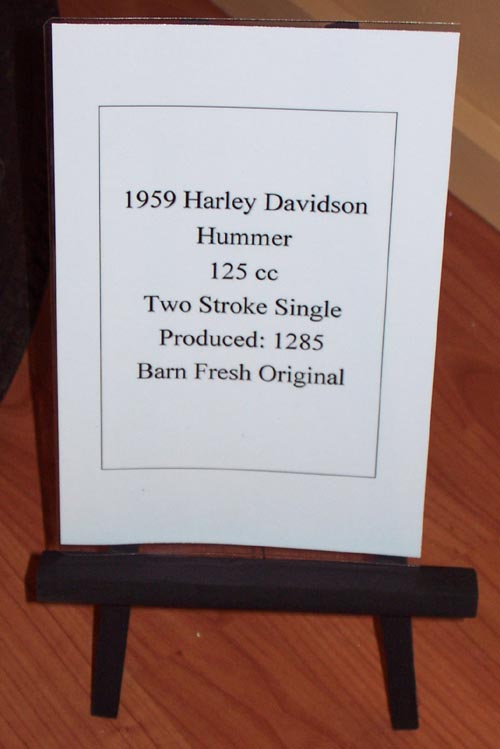 1959 Harley Davidson
Hummer
125 cc
Two Stroke Single
Produced: 1285
Barn Fresh Original